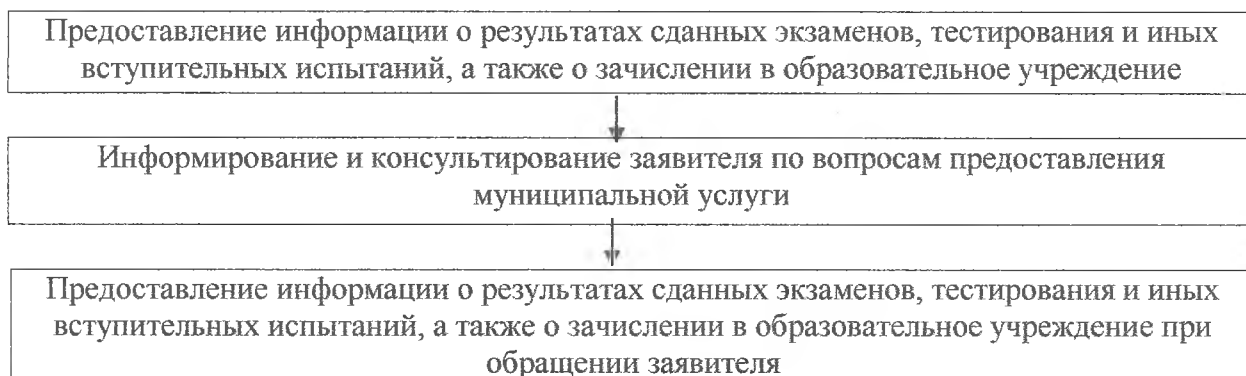 Предоставление информации о результатах сданных экзаменов, тестирования и иных
вступительных испытаний, а также о зачислении в образовательное учреждение
Информирование и консультирование заявителя по вопросам предоставления
муниципальной услуги
Предоставление информации о результатах сданных экзаменов, тестирования и иных
вступительных испытаний, а также о зачислении в образовательное учреждение при
обращении заявителя